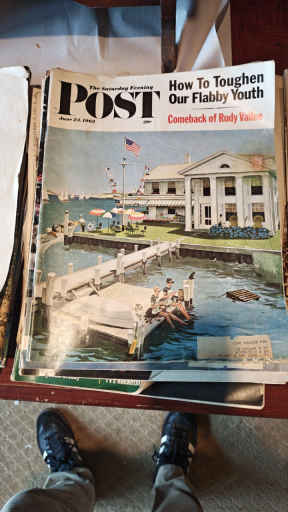 The Saturday Evening
POST
How To Toughen
Our Flabby Youth
Comeback of Rudy Vallee